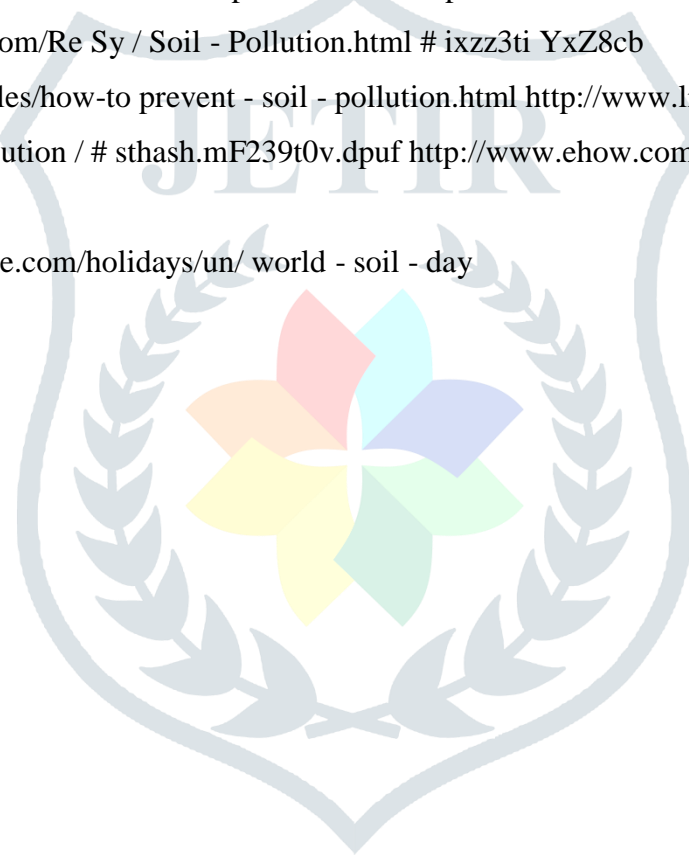 om/Re Sy / Soil - Pollution.html # ixzz3ti YxZ8cb
les/how-to prevent - soil - pollution.html http://www.l
ution / # sthash.mF239t0v.dpuf http://www.ehow.com
JETIR
e.com/holidays/un/ world - soil - day